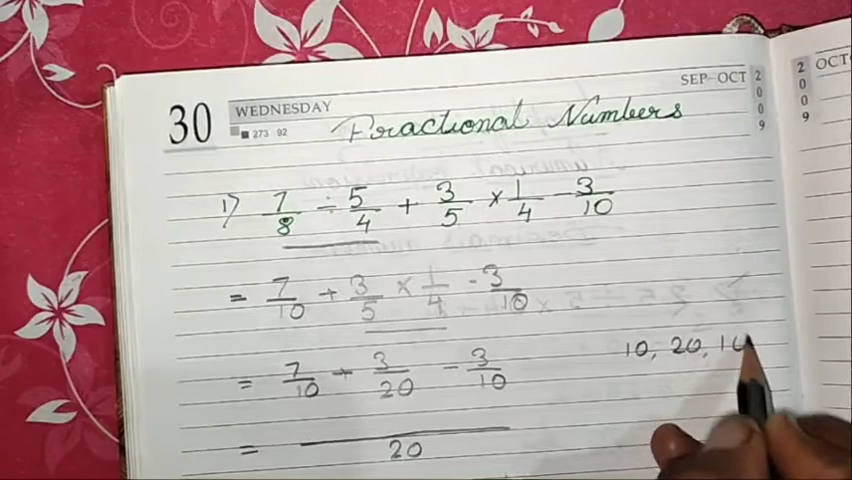 SEP–OCT 2009
OCT 2009
30 WEDNESDAY
273 92
Fractional Numbers
1) 7/8 ÷ 5/4 + 3/5 × 1/4 - 3/10
= 7/10 + 3/5 × 1/4 - 3/10
= 7/10 + 3/20 - 3/10
10, 20, 10
= /20